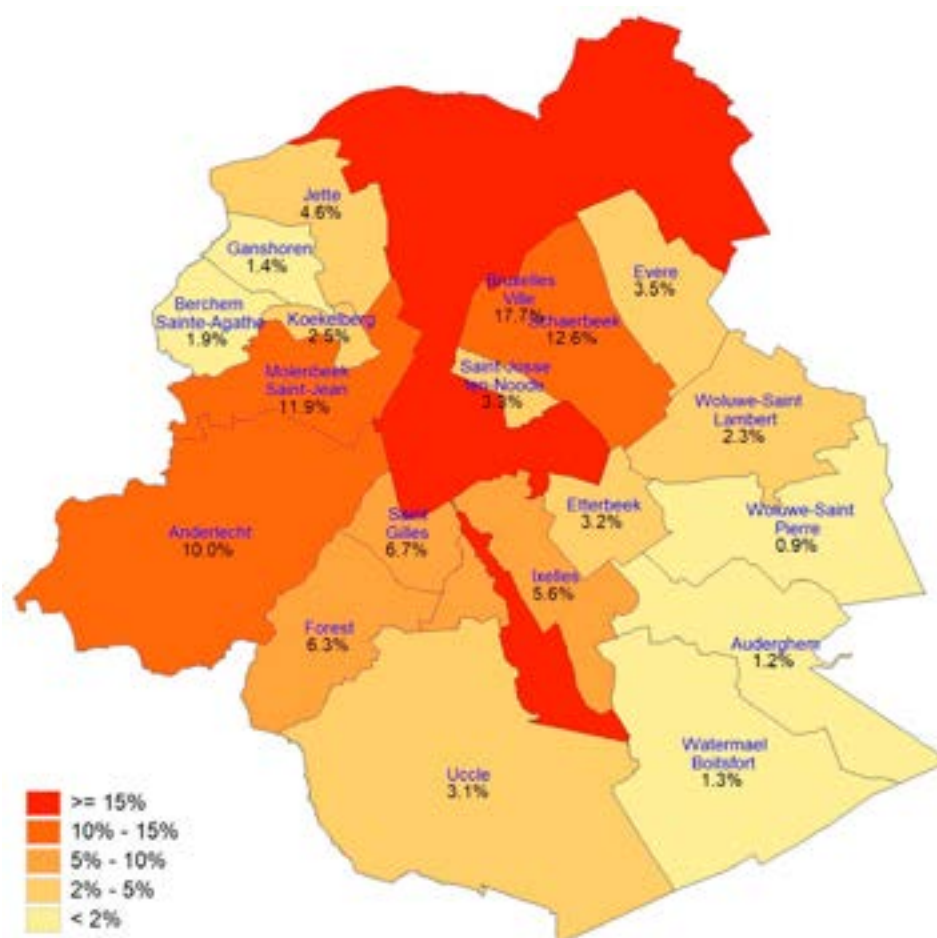 Jette
4.6%
Ganshoren
1.4%
Berchem
Sainte-Agathe
1.9%
Koekelberg
2.5%
Molenbeek
Saint-Jean
11.9%
Bruxelles
Ville
17.7%
Schaerbeek
12.6%
Evere
3.5%
Saint-Josse
ten-Noode
3.3%
Woluwe-Saint
Lambert
2.3%
Anderlecht
10.0%
Saint
Gilles
6.7%
Etterbeek
3.2%
Woluwe-Saint
Pierre
0.9%
Ixelles
5.6%
Forest
6.3%
Auderghem
1.2%
Uccle
3.1%
Watermael
Boitsfort
1.3%
>= 15%
10% - 15%
5% - 10%
2% - 5%
< 2%